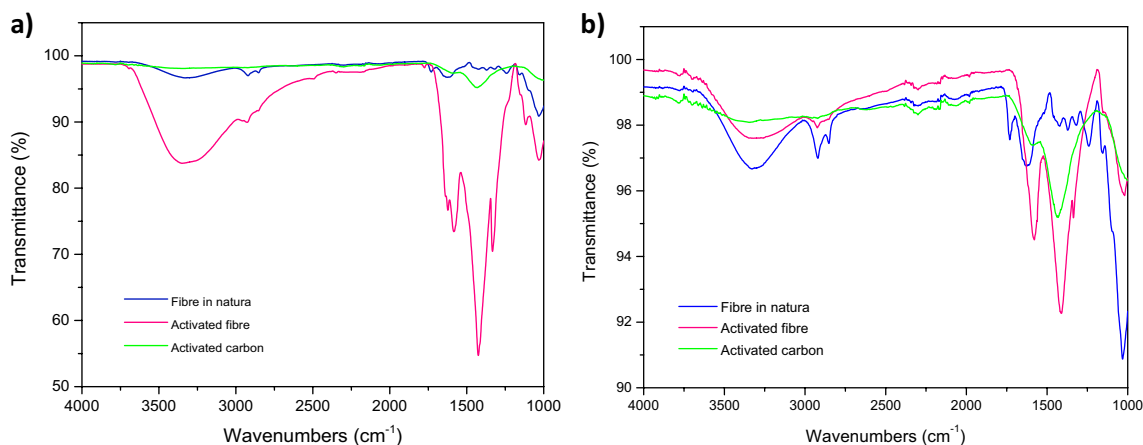 a)
100
90
80
70
60
50
Transmittance (%)
Fibre in natura
Activated fibre
Activated carbon
4000 3500 3000 2500 2000 1500 1000
Wavenumbers (cm⁻¹)
b)
100
98
96
94
92
90
Transmittance (%)
Fibre in natura
Activated fibre
Activated carbon
4000 3500 3000 2500 2000 1500 1000
Wavenumbers (cm⁻¹)